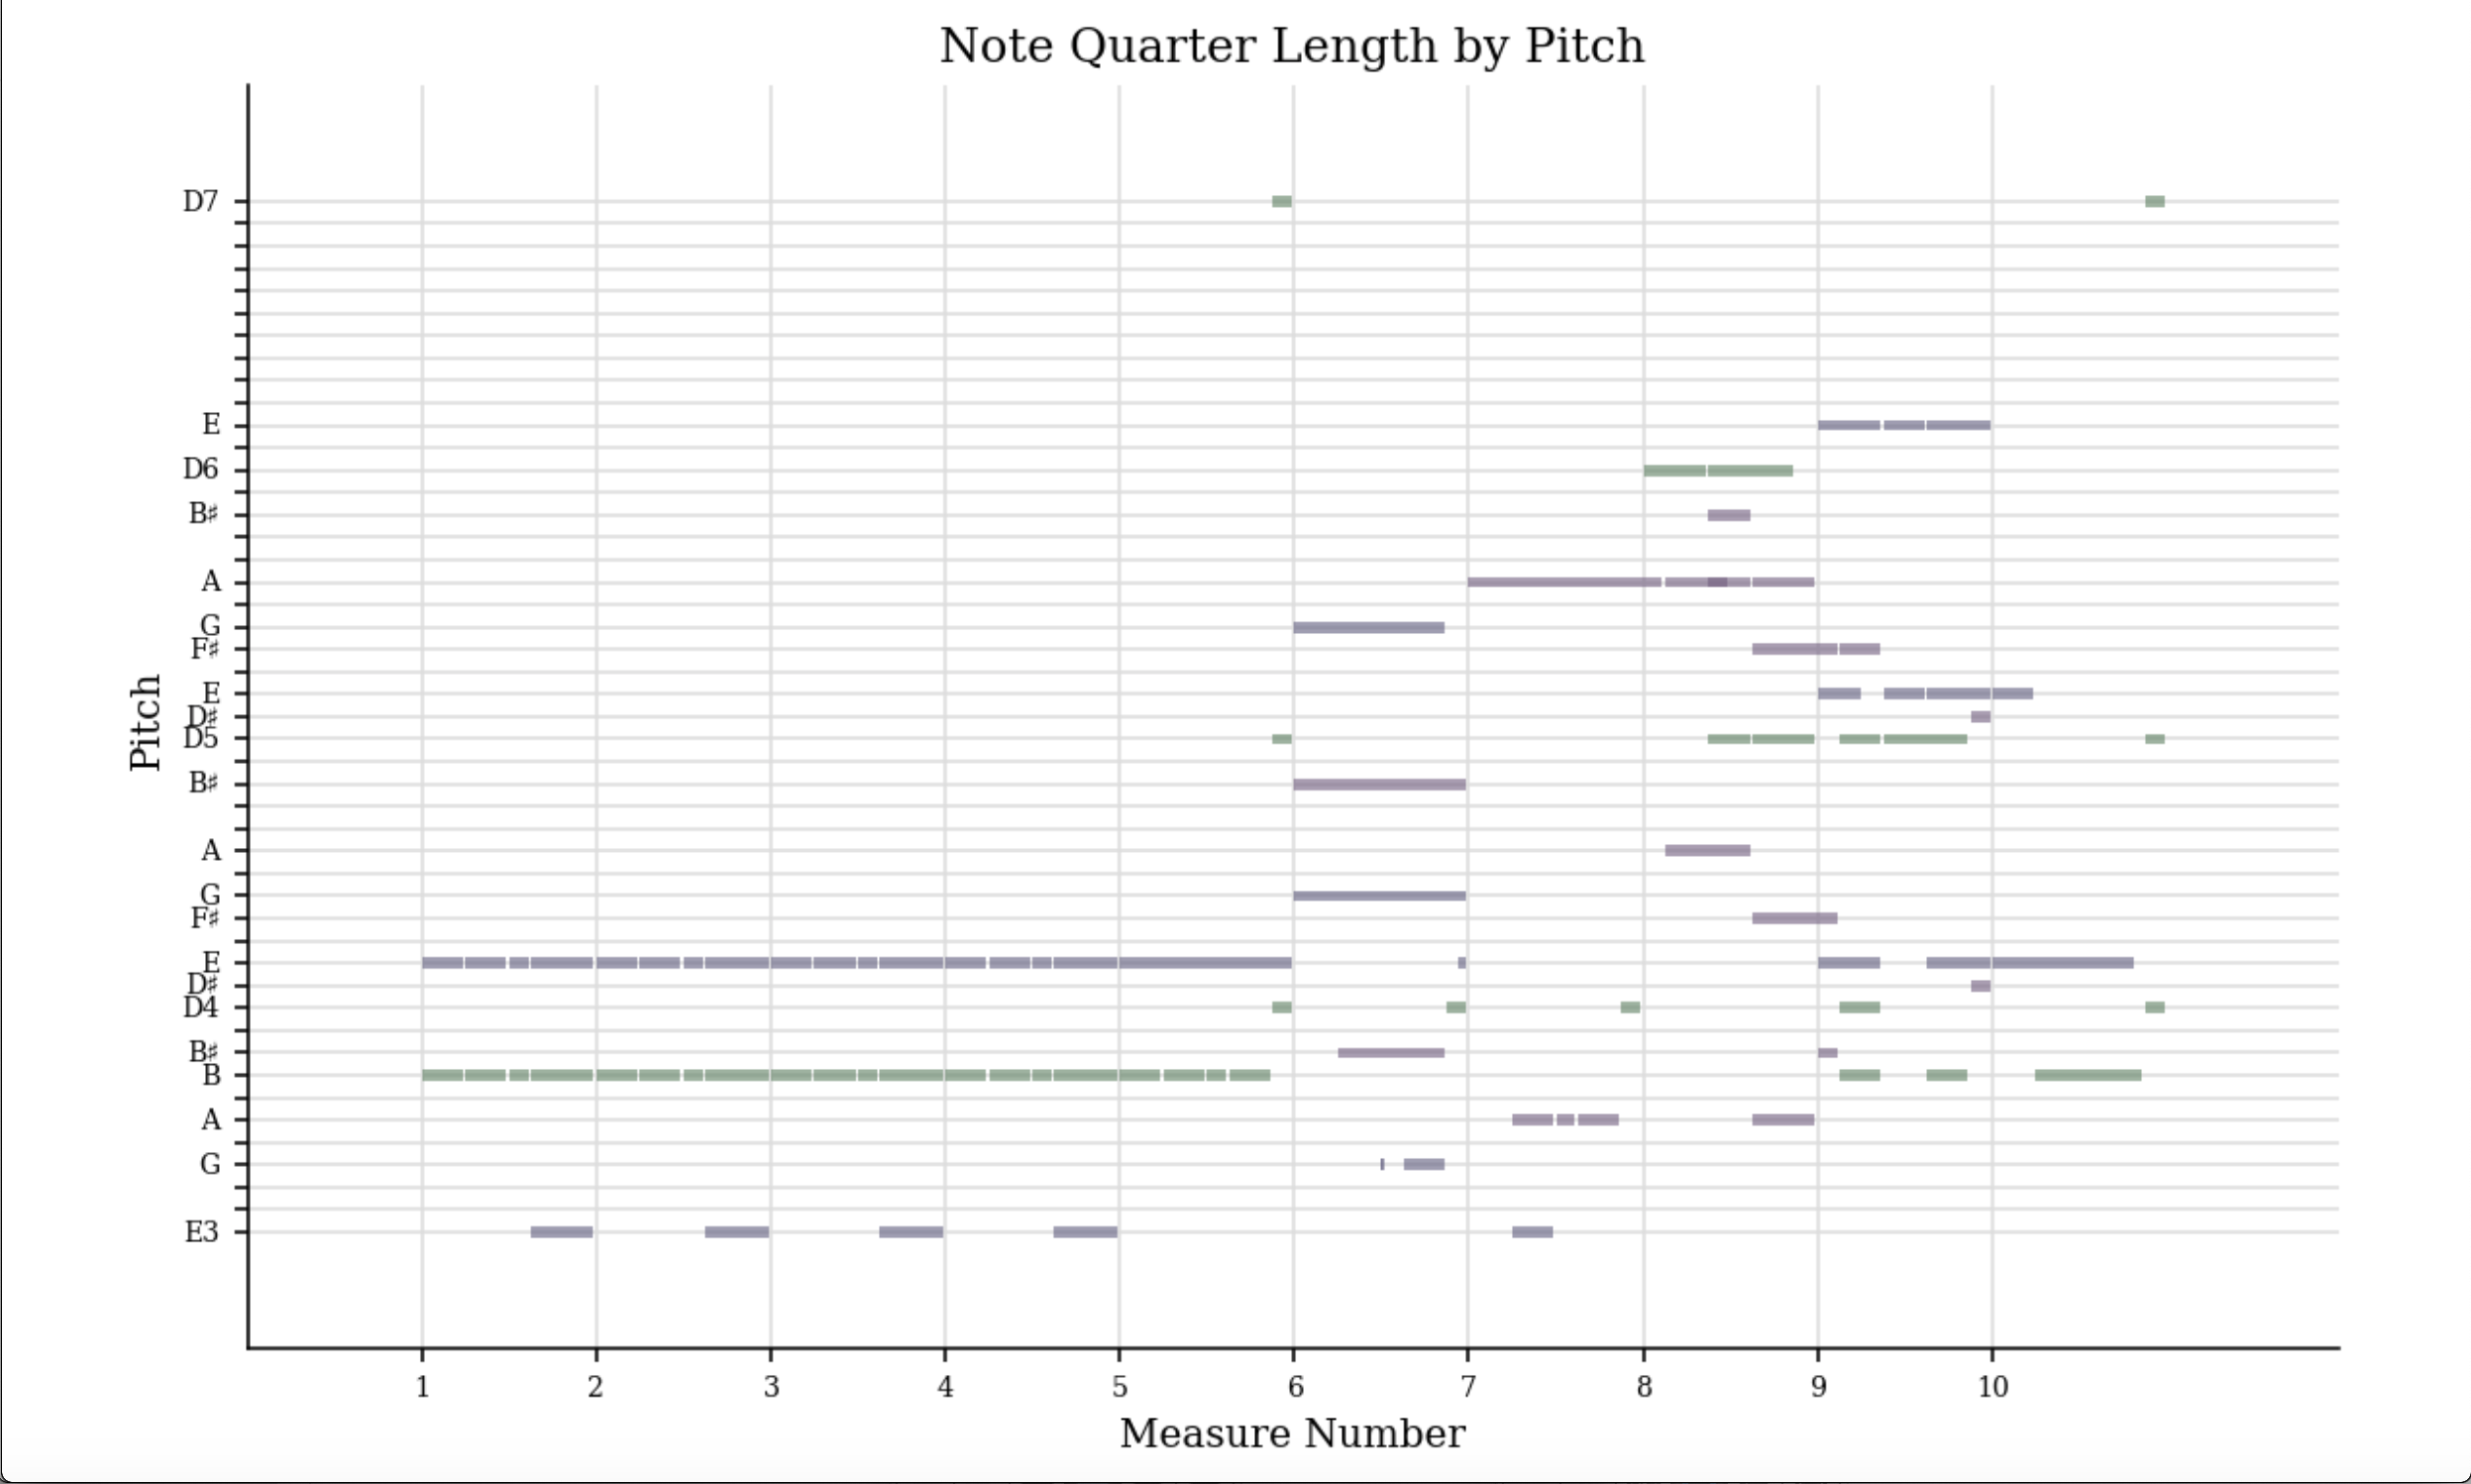 Note Quarter Length by Pitch
D7
E
D6
B♯
A
G
F♯
E
D♯
D5
B♯
A
G
F♯
E
D♯
D4
B♯
B
A
G
E3
Pitch
1 2 3 4 5 6 7 8 9 10
Measure Number